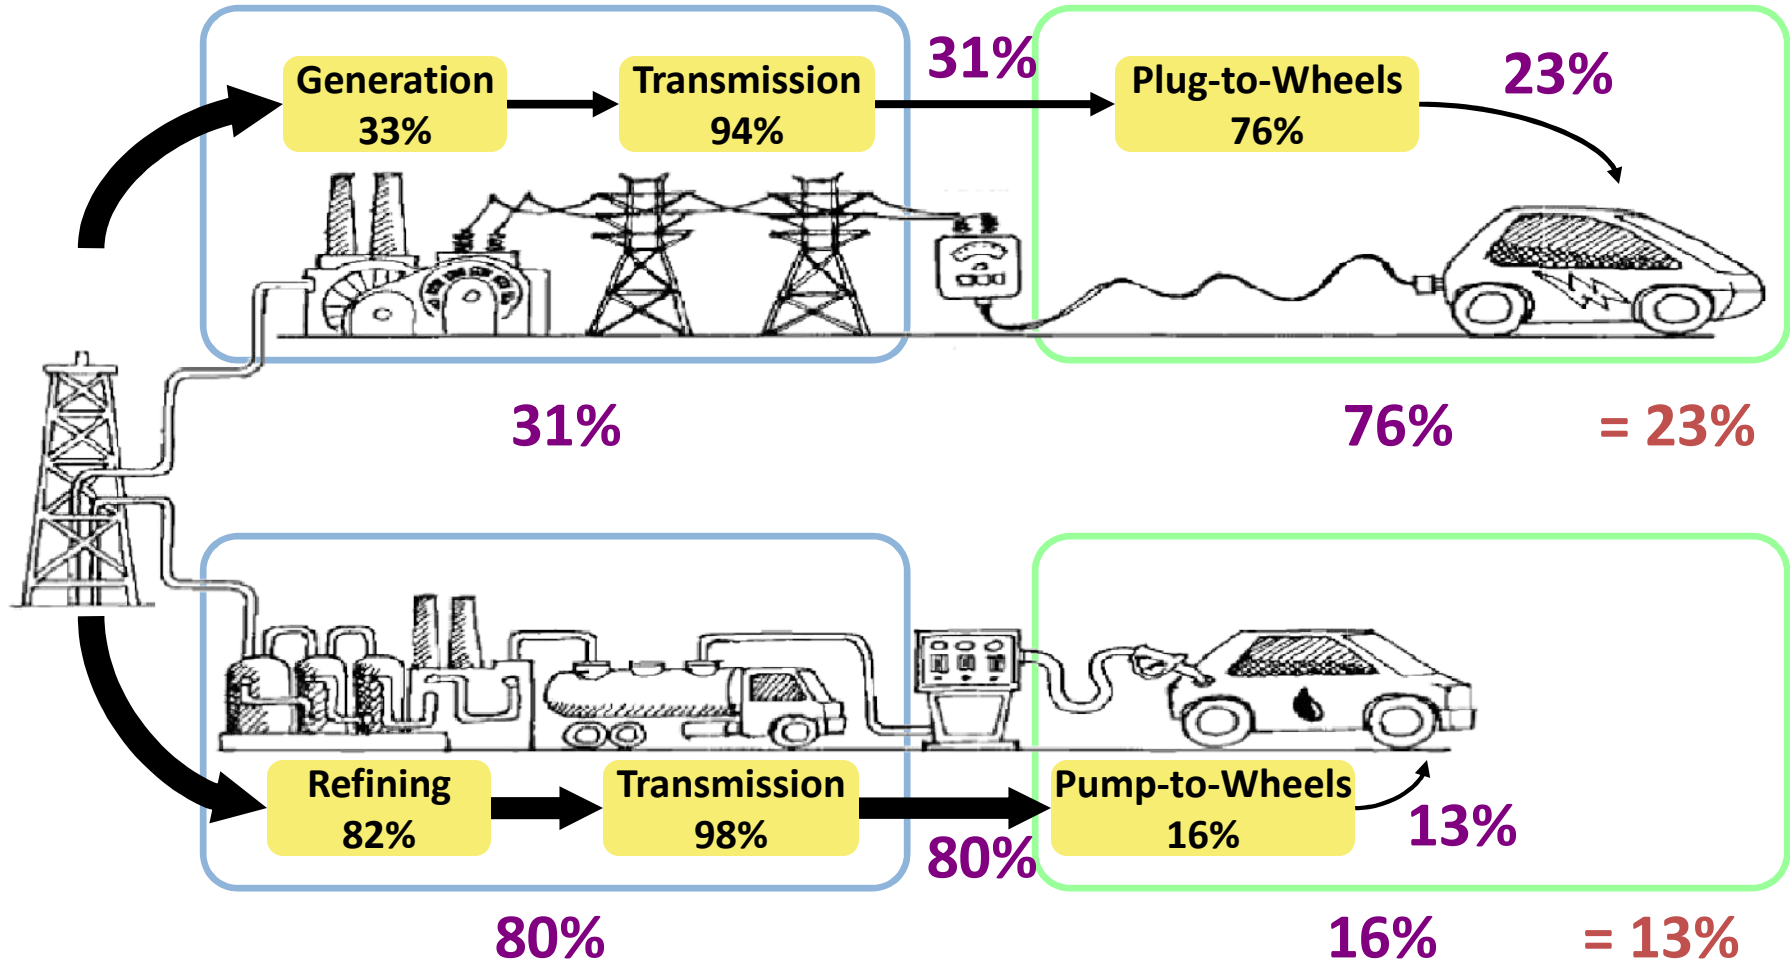 Generation
33%
Transmission
94%
31%
Plug-to-Wheels
76%
23%
31%
76%
= 23%
Refining
82%
Transmission
98%
80%
Pump-to-Wheels
16%
13%
80%
16%
= 13%